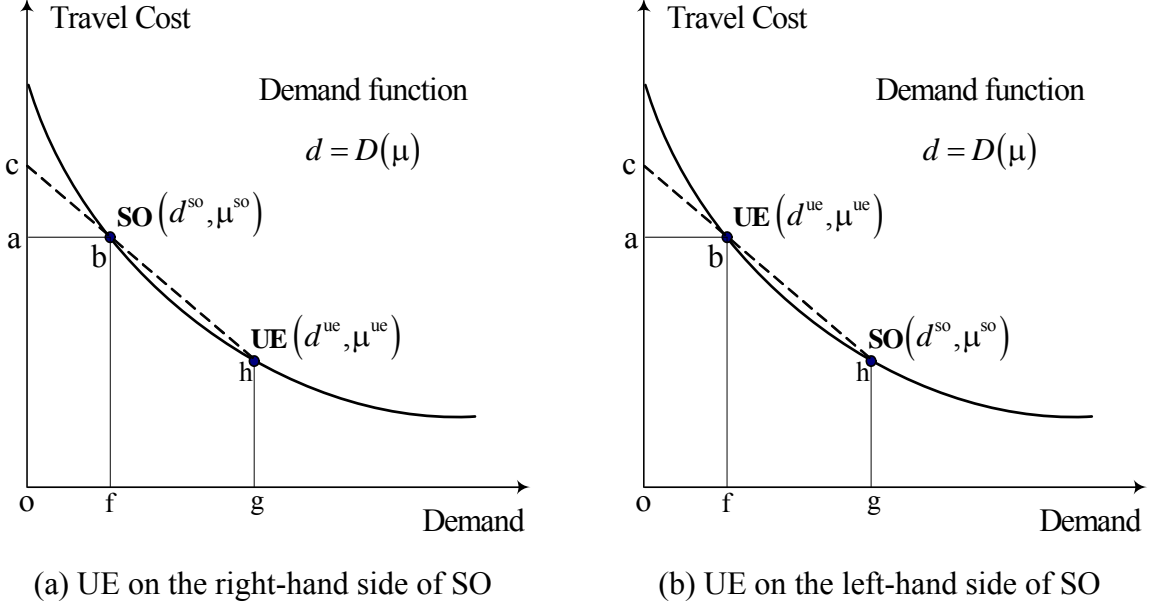 Travel Cost
Demand function
d = D(μ)
c
SO (d^so, μ^so)
a
b
UE (d^ue, μ^ue)
h
o
f
g
Demand
(a) UE on the right-hand side of SO
Travel Cost
Demand function
d = D(μ)
c
UE (d^ue, μ^ue)
a
b
SO (d^so, μ^so)
h
o
f
g
Demand
(b) UE on the left-hand side of SO